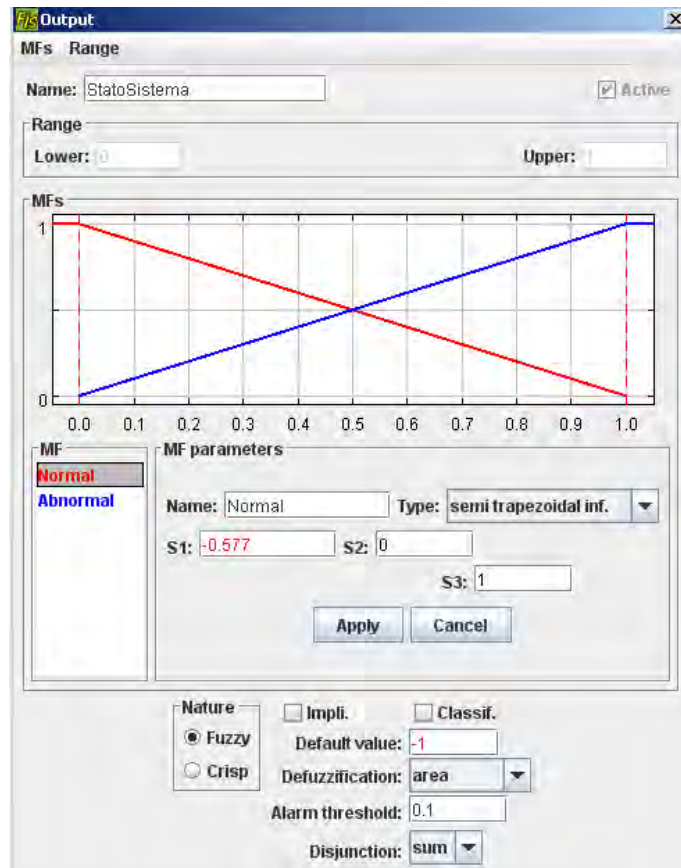 FJS Output
MFs Range
Name: StatoSistema Active
Range
Lower: 0 Upper: 1
MFs
1
0
0.0 0.1 0.2 0.3 0.4 0.5 0.6 0.7 0.8 0.9 1.0
MF
Normal
Abnormal
MF parameters
Name: Normal Type: semi trapezoidal inf.
S1: -0.577 S2: 0
S3: 1
Apply Cancel
Nature
Fuzzy
Crisp
Impli. Classif.
Default value: -1
Defuzzification: area
Alarm threshold: 0.1
Disjunction: sum